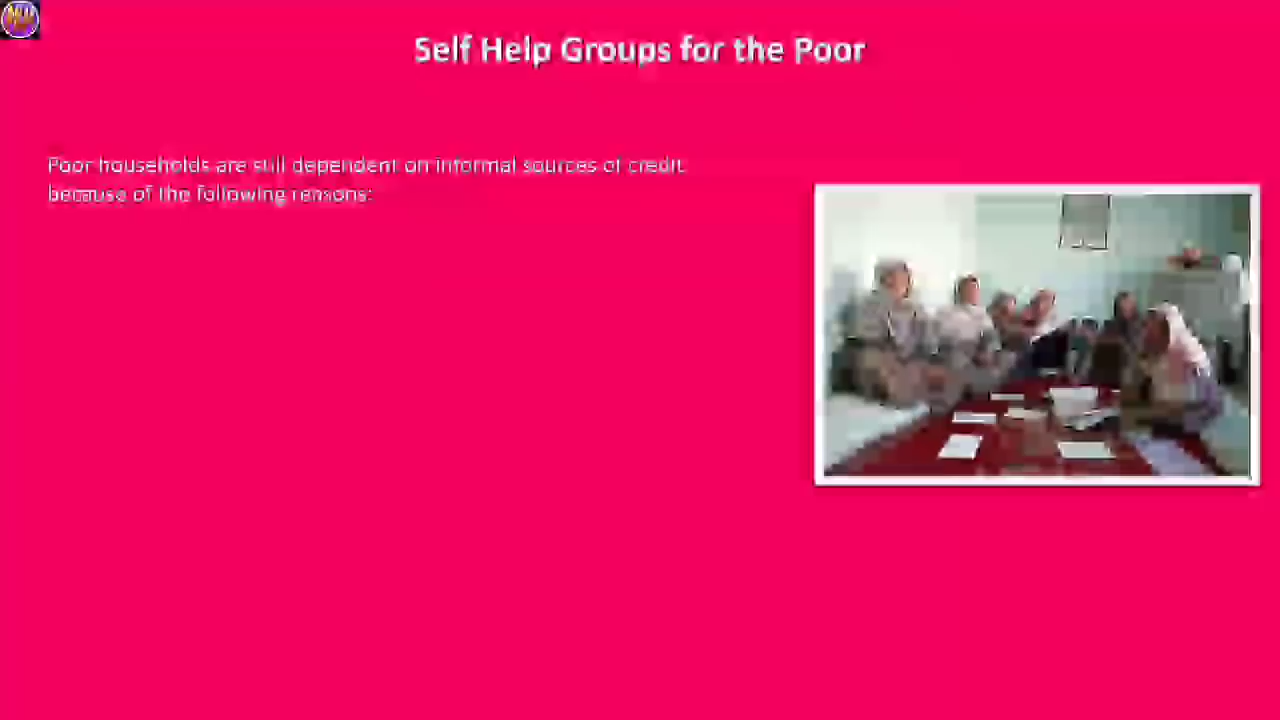 Self Help Groups for the Poor
Poor households are still dependent on informal sources of credit
because of the following reasons: